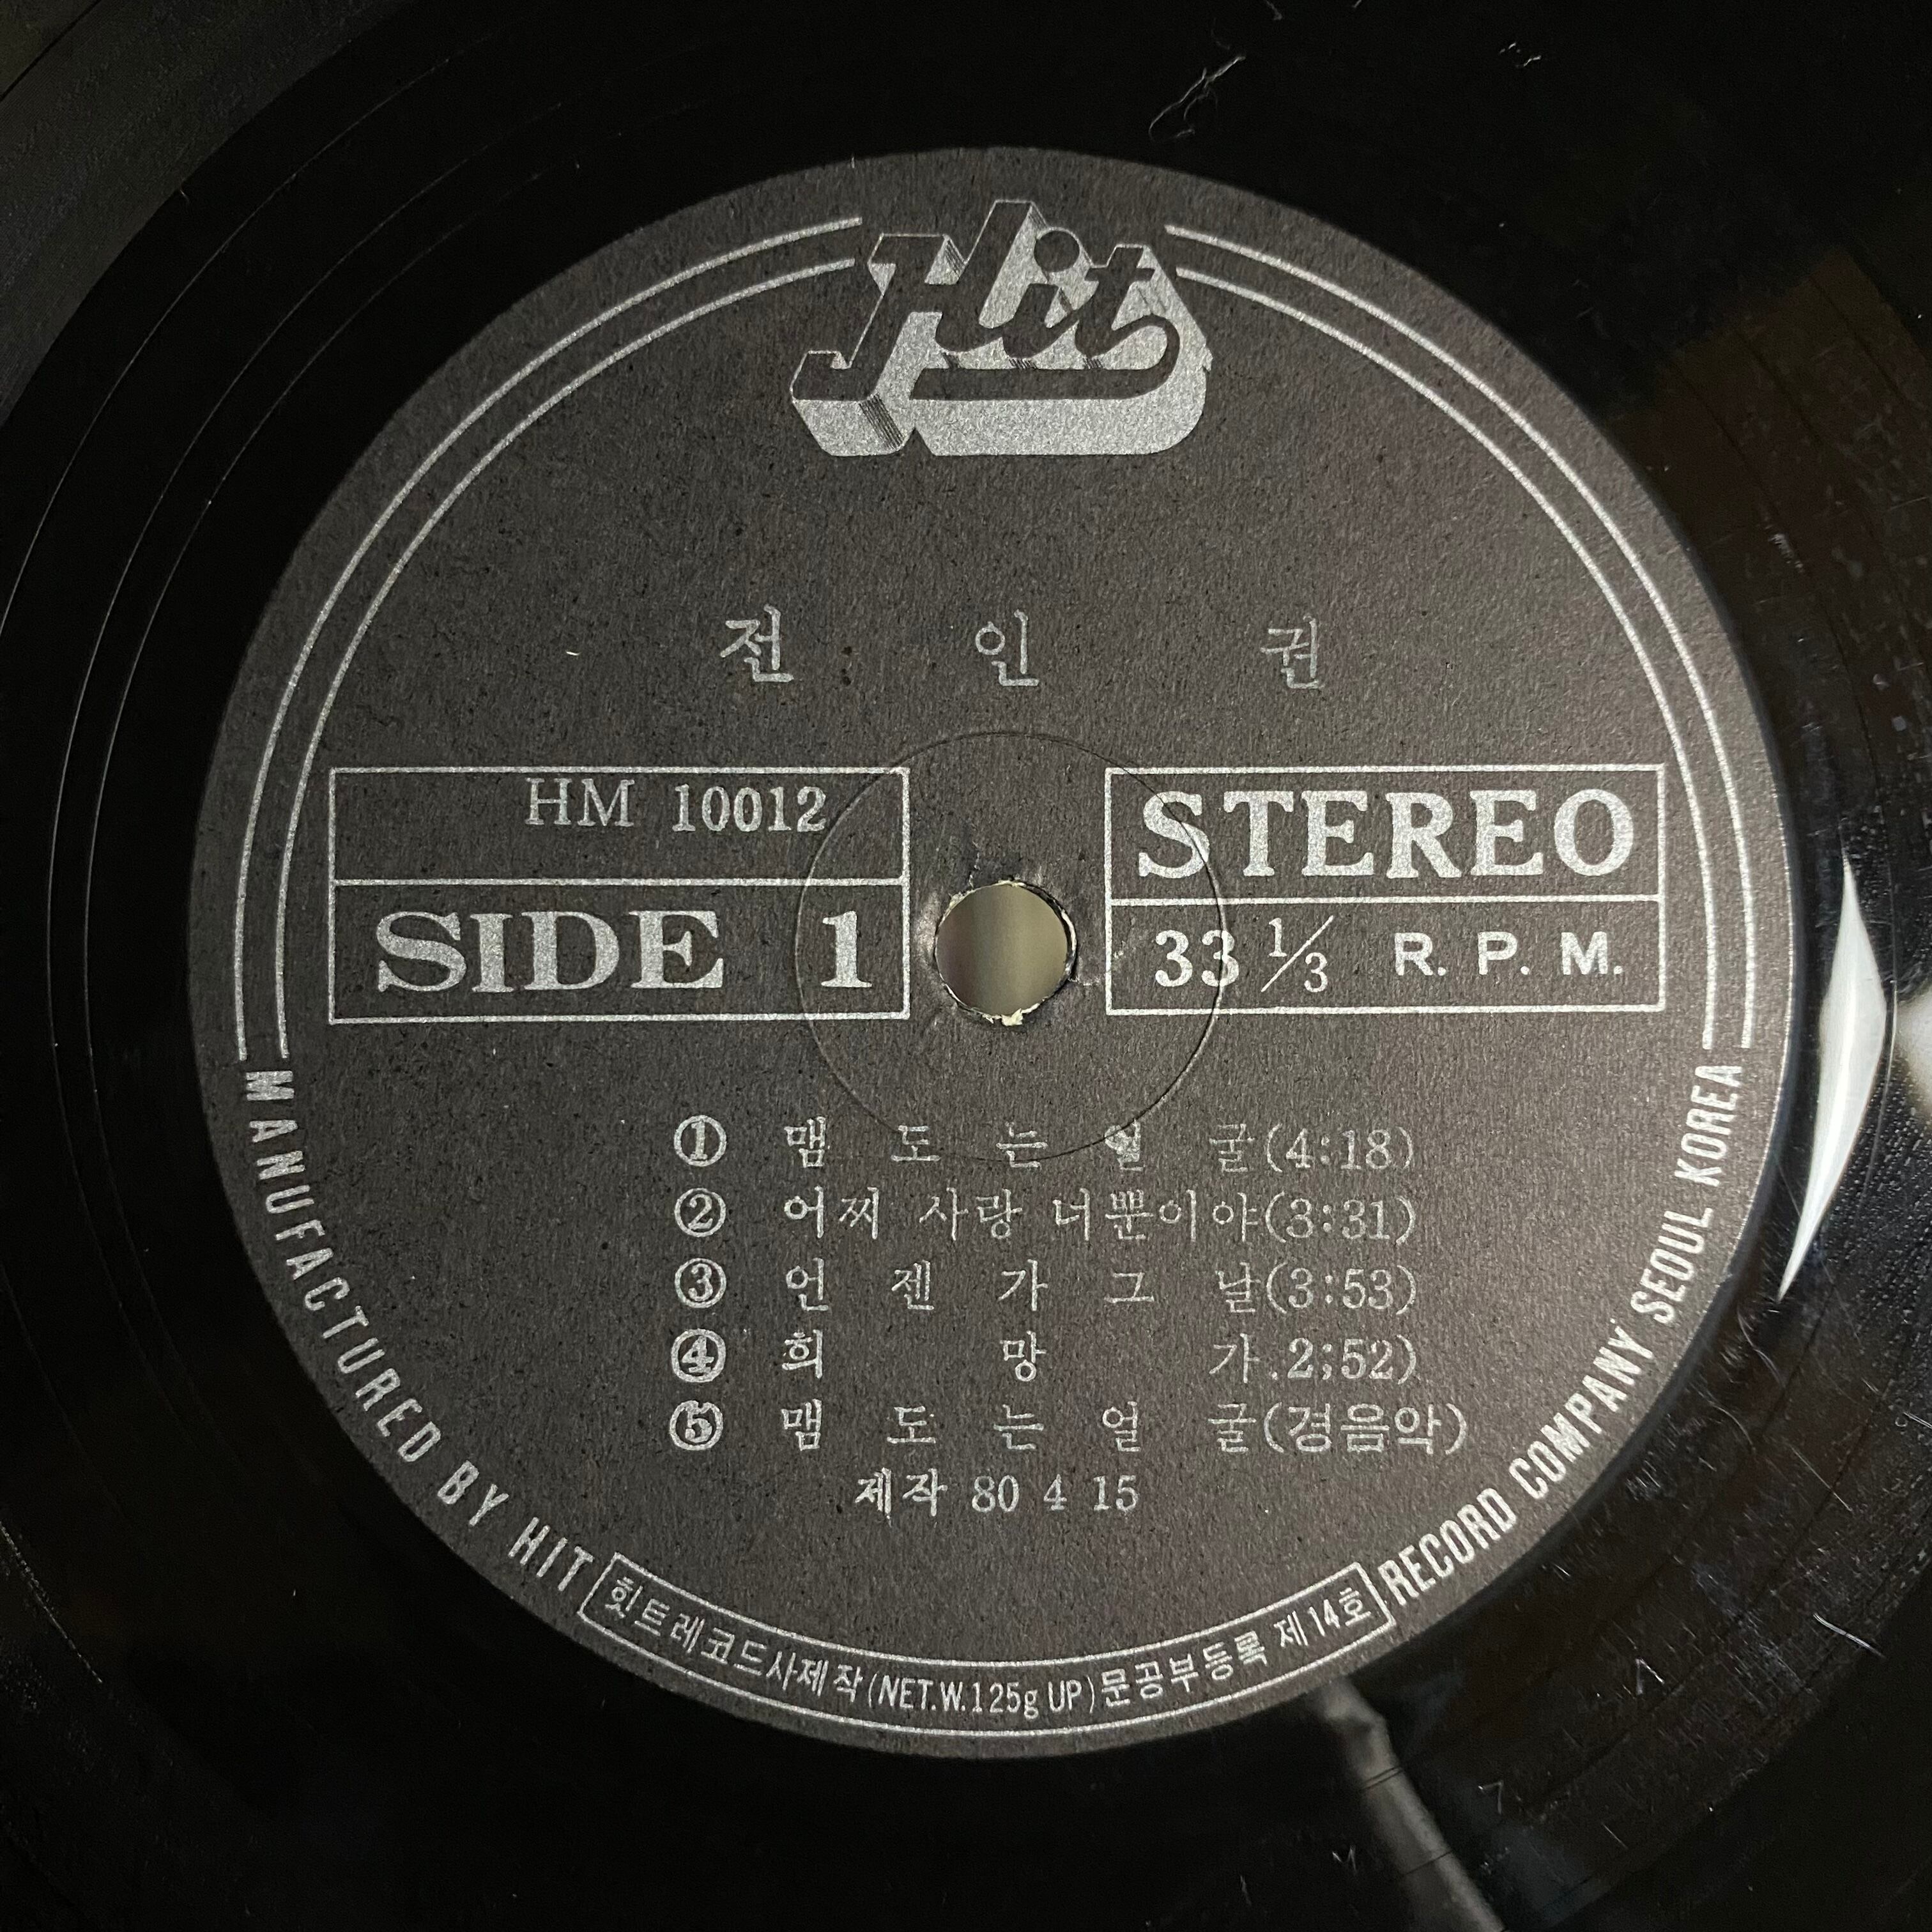 Hit
전 인 권
HM 10012
SIDE 1
STEREO
33 1/3 R. P. M.
① 맴 도 는 얼 굴(4:18)
② 어찌 사랑 너뿐이야(3:31)
③ 언 젠 가 그 날(3:53)
④ 희 망 가.2;52)
⑤ 맴 도 는 얼 굴(경음악)
제작 80 4 15
MANUFACTURED BY HIT RECORD COMPANY SEOUL KOREA
힛트레코드사제작(NET.W.125g UP)문공부등록 제14호